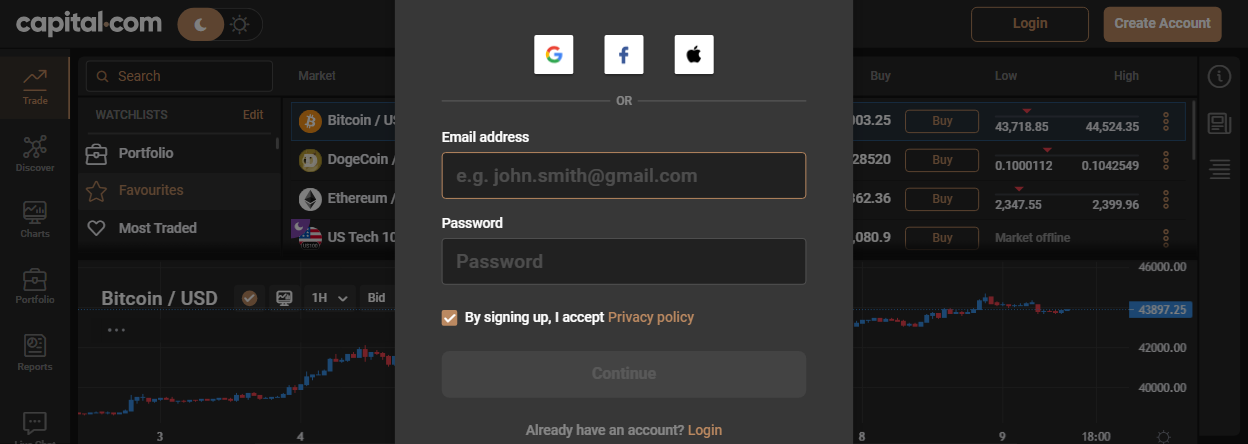 capital.com
Login
Create Account
Search
Market
Buy
Low
High
OR
WATCHLISTS
Edit
Trade
Bitcoin / US
03.25
Buy
43,718.85
44,524.35
Email address
Portfolio
DogeCoin /
28520
Buy
0.1000112
0.1042549
Discover
e.g. john.smith@gmail.com
Favourites
Ethereum /
62.36
Buy
2,347.55
2,399.96
Password
Most Traded
US Tech 10
,080.9
Buy
Market offline
Charts
Password
46000.00
Bitcoin / USD
1H
Bid
Portfolio
By signing up, I accept Privacy policy
43897.25
42000.00
Reports
Continue
40000.00
Already have an account? Login
3
4
8
9
18:00